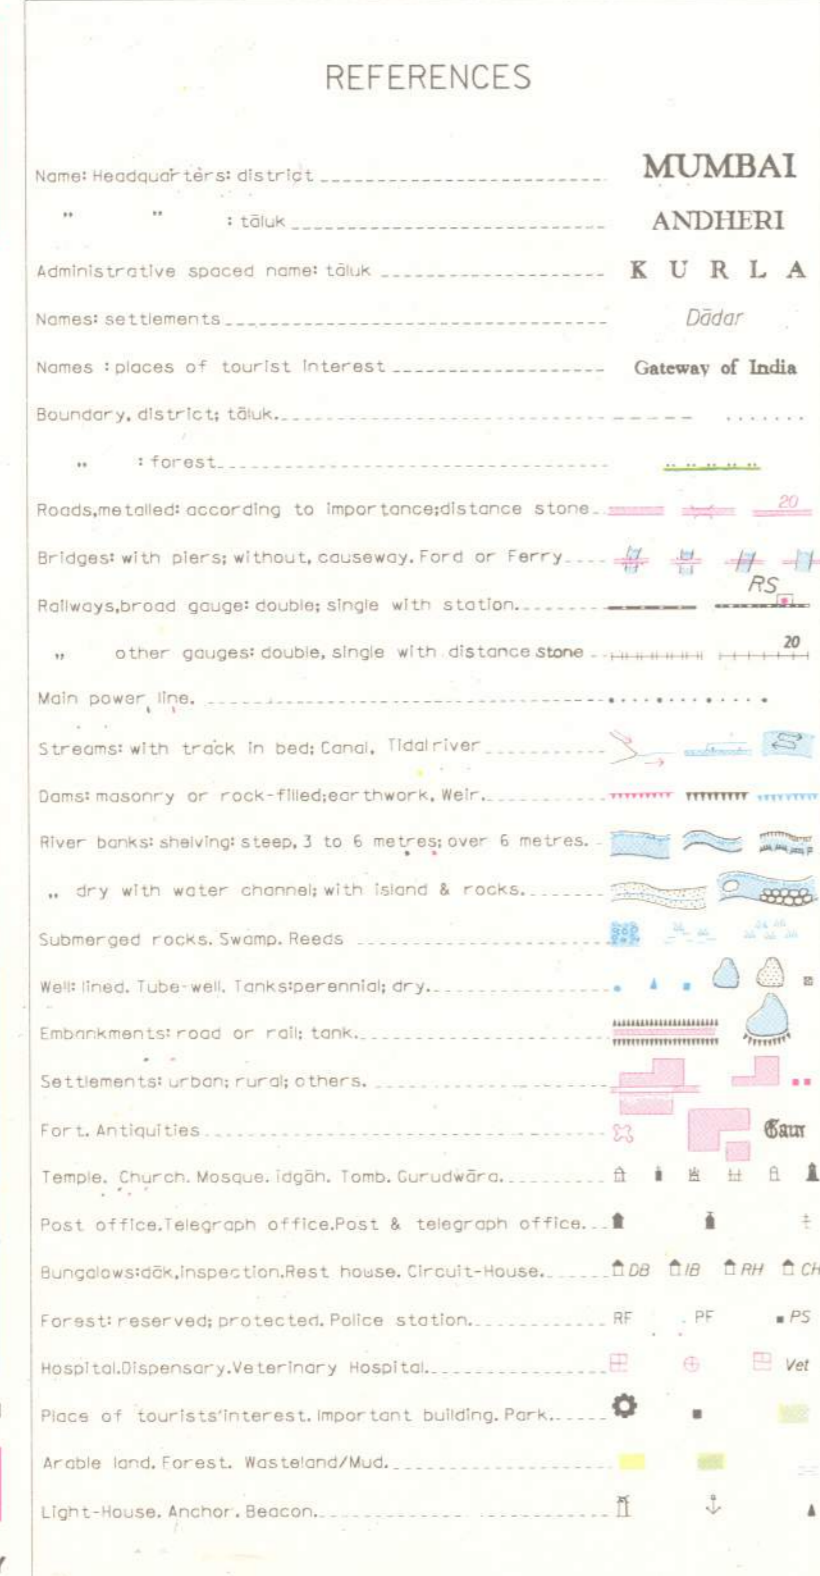 REFERENCES
Name: Headquarters: district MUMBAI
" " : tāluk ANDHERI
Administrative spaced name: tāluk K U R L A
Names: settlements Dādar
Names : places of tourist interest Gateway of India
Boundary, district; tāluk.
" : forest
Roads,metalled: according to importance;distance stone 20
Bridges: with piers; without, causeway. Ford or Ferry
Railways,broad gauge: double; single with station. RS
" other gauges: double, single with distance stone 20
Main power line.
Streams: with track in bed; Canal, Tidal river
Dams: masonry or rock-filled;earthwork, Weir.
River banks: shelving: steep, 3 to 6 metres; over 6 metres.
" dry with water channel; with island & rocks.
Submerged rocks. Swamp. Reeds
Well: lined. Tube-well. Tanks:perennial; dry.
Embankments: road or rail; tank.
Settlements: urban; rural; others.
Fort. Antiquities Gaur
Temple. Church. Mosque. idgāh. Tomb. Gurudwāra.
Post office.Telegraph office.Post & telegraph office.
Bungalows:dāk,inspection.Rest house. Circuit-House. DB IB RH CH
Forest: reserved; protected. Police station. RF PF PS
Hospital.Dispensary.Veterinary Hospital. Vet
Place of tourists'interest. Important building. Park.
Arable land. Forest. Wasteland/Mud.
Light-House. Anchor. Beacon.